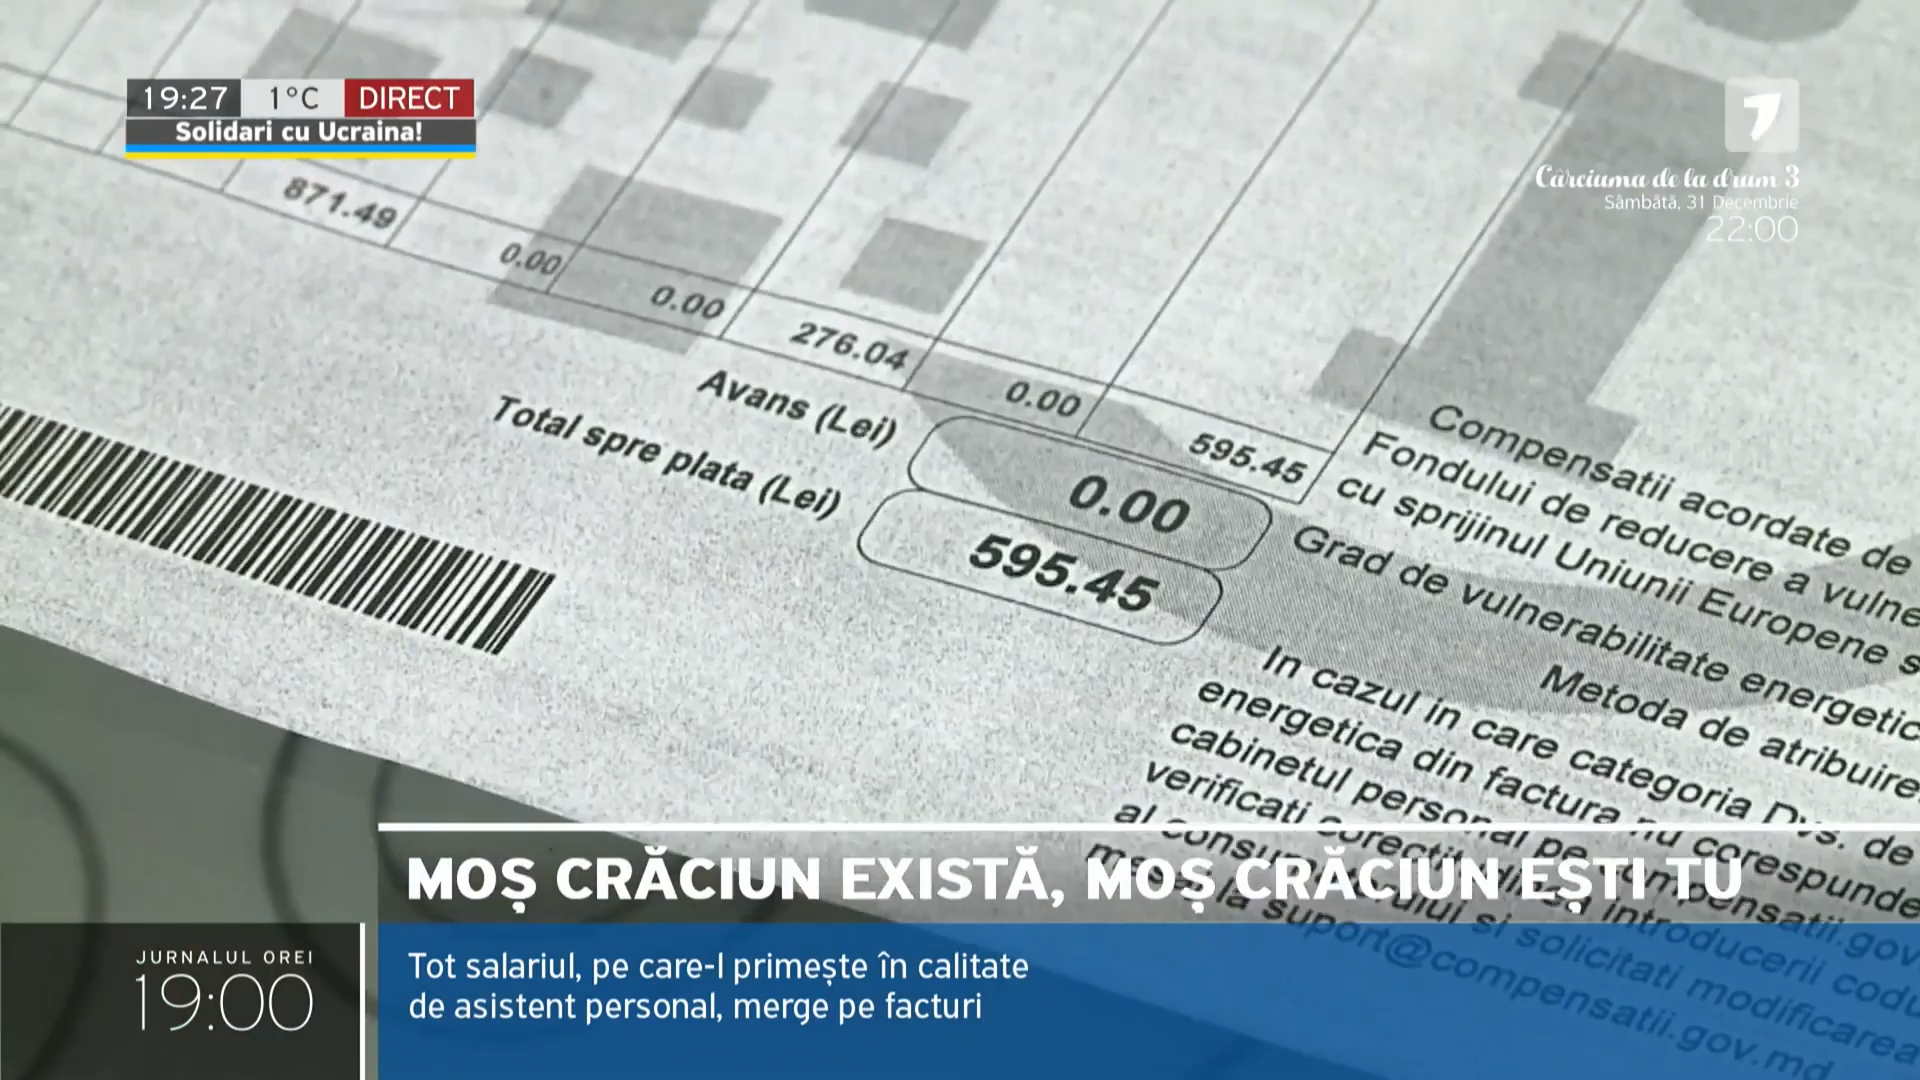 19:27 1°C DIRECT
Solidari cu Ucraina!
7
Cârciuma de la drum 3
Sâmbătă, 31 Decembrie
22:00
871.49 0.00 0.00 276.04 0.00 595.45
Avans (Lei) 0.00
Total spre plata (Lei) 595.45
Compensatii acordate de
Fondului de reducere a vulne
cu sprijinul Uniunii Europene s
Grad de vulnerabilitate energetic
Metoda de atribuire
In cazul in care categoria Dvs. de
energetica din factura nu corespunde
cabinetul personal pe compensatii.gov
verificati corectitudinea introducerii codu
al consumatorului si solicitati modificarea
la suport@compensatii.gov.md
MOȘ CRĂCIUN EXISTĂ, MOȘ CRĂCIUN EȘTI TU
JURNALUL OREI
19:00
Tot salariul, pe care-l primește în calitate
de asistent personal, merge pe facturi